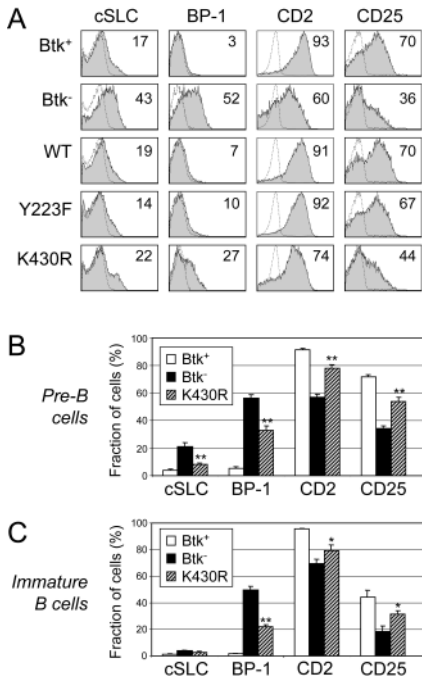 A
cSLC BP-1 CD2 CD25
Btk+ 17 3 93 70
Btk- 43 52 60 36
WT 19 7 91 70
Y223F 14 10 92 67
K430R 22 27 74 44
B
Pre-B
cells
Fraction of cells (%)
100
80
60
40
20
0
Btk+
Btk-
K430R
** ** ** **
cSLC BP-1 CD2 CD25
C
Immature
B cells
Fraction of cells (%)
100
80
60
40
20
0
Btk+
Btk-
K430R
** * *
cSLC BP-1 CD2 CD25